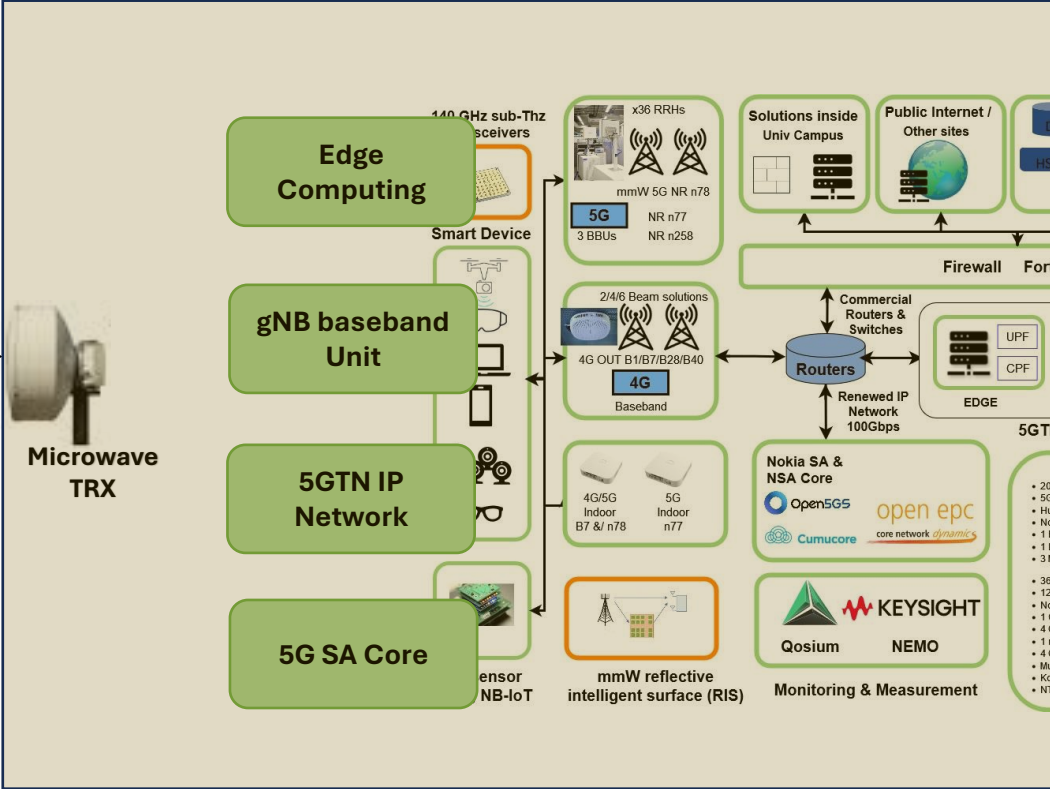 Microwave
TRX
Edge
Computing
gNB baseband
Unit
5GTN IP
Network
5G SA Core
140 GHz sub-Thz
Smart Device
NB-IoT
x36 RRHs
mmW 5G NR n78
5G
NR n77
3 BBUs
NR n258
2/4/6 Beam solutions
4G OUT B1/B7/B28/B40
4G
Baseband
4G/5G
Indoor
B7 &/ n78
5G
Indoor
n77
mmW reflective
intelligent surface (RIS)
Solutions inside
Univ Campus
Public Internet /
Other sites
Firewall
Commercial
Routers &
Switches
Routers
Renewed IP
Network
100Gbps
UPF
CPF
EDGE
Nokia SA &
NSA Core
Open5GS
open epc
core network dynamics
Cumucore
Qosium
KEYSIGHT
NEMO
Monitoring & Measurement